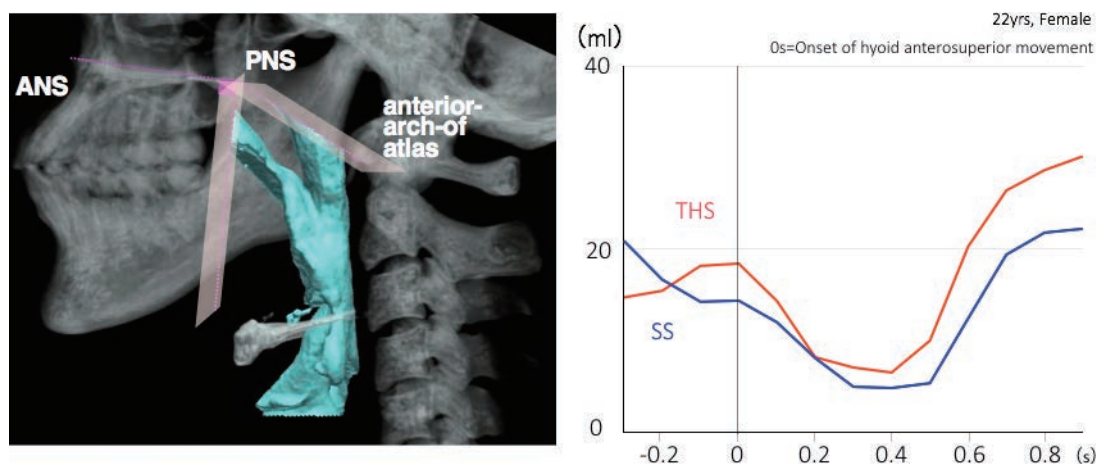 ANS
PNS
anterior-
arch-of
atlas
22yrs, Female
(ml)
0s=Onset of hyoid anterosuperior movement
40
20
0
THS
SS
-0.2
0
0.2
0.4
0.6
0.8
(s)